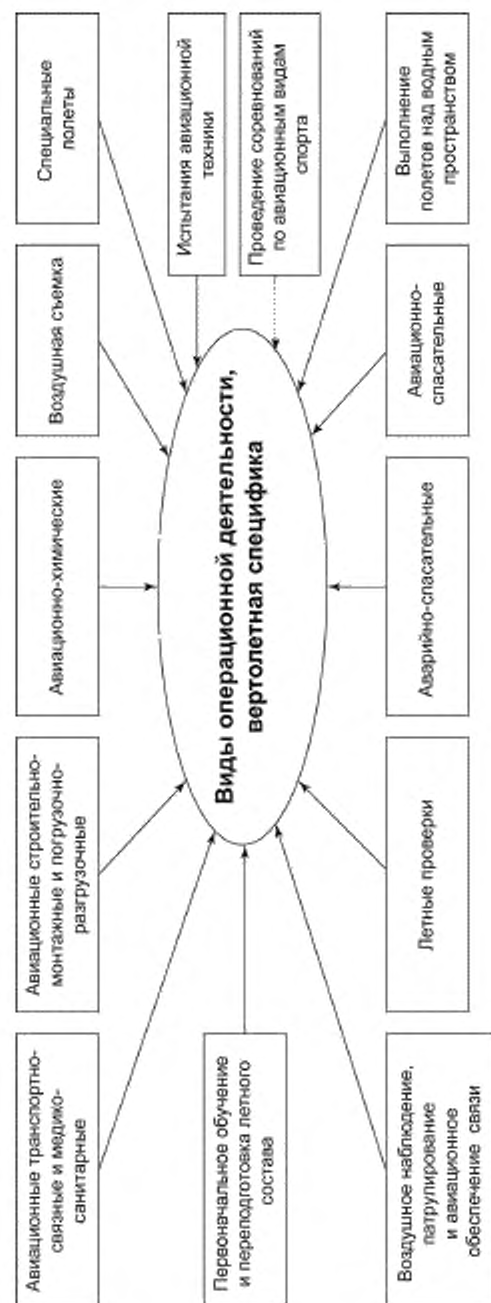 Авиационные транспортно-
связные и медико-
санитарные
Авиационные строительно-
монтажные и погрузочно-
разгрузочные
Авиационно-химические
Воздушная съемка
Специальные
полеты
Первоначальное обучение
и переподготовка летного
состава
Виды операционной деятельности,
вертолетная специфика
Испытания авиационной
техники
Проведение соревнований
по авиационным видам
спорта
Воздушное наблюдение,
патрулирование
и авиационное
обеспечение связи
Летные проверки
Аварийно-спасательные
Авиационно-
спасательные
Выполнение
полетов над водным
пространством